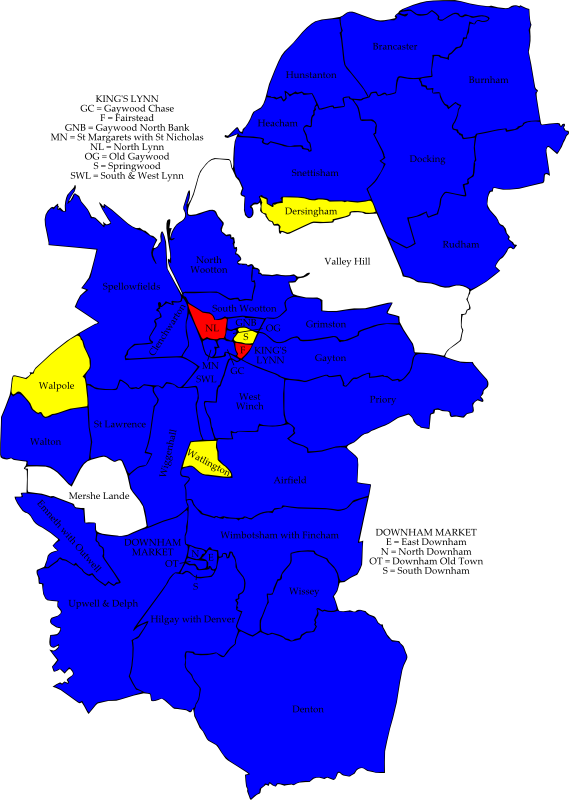 Brancaster
Hunstanton
Burnham
Heacham
KING'S LYNN
GC = Gaywood Chase
F = Fairstead
GNB = Gaywood North Bank
MN = St Margarets with St Nicholas
NL = North Lynn
OG = Old Gaywood
S = Springwood
SWL = South & West Lynn
Docking
Snettisham
Dersingham
Rudham
Valley Hill
North
Wootton
Spellowfields
South Wootton
Clenchwarton
NL
GNB
OG
Grimston
S
F
KING'S
LYNN
Gayton
MN
GC
SWL
Walpole
Priory
West
Winch
St Lawrence
Walton
Wiggenhall
Watlington
Airfield
Mershe Lande
Emneth with Outwell
Wimbotsham with Fincham
DOWNHAM MARKET
E = East Downham
N = North Downham
OT = Downham Old Town
S = South Downham
DOWNHAM
MARKET
N
E
OT
S
Wissey
Upwell & Delph
Hilgay with Denver
Denton